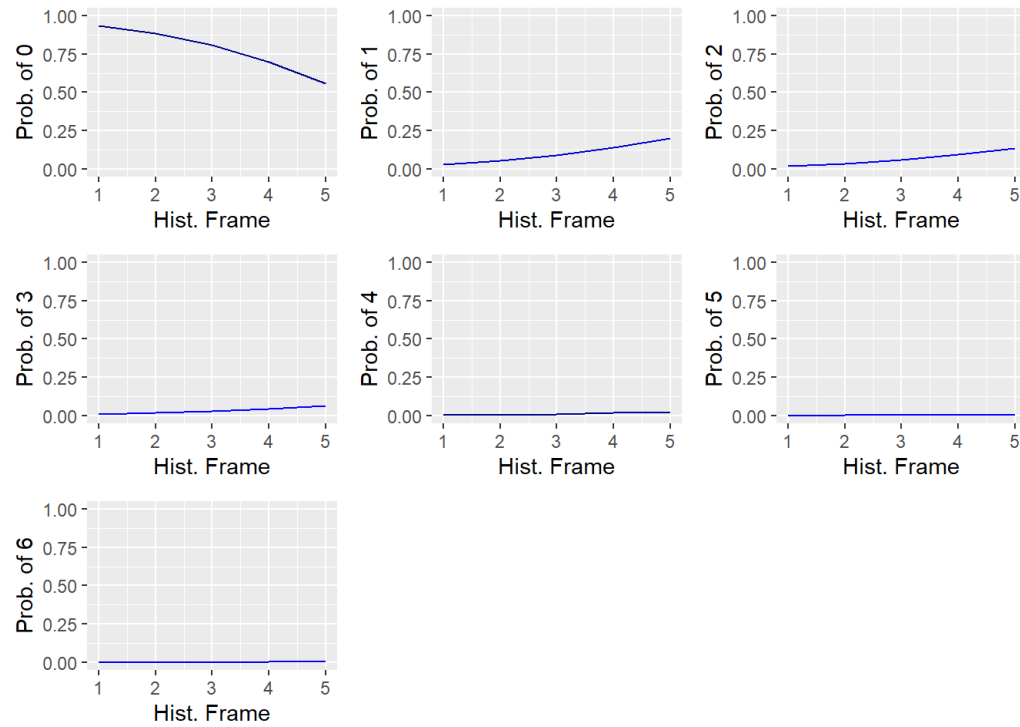 Prob. of 0
1.00
0.75
0.50
0.25
0.00
1 2 3 4 5
Hist. Frame
Prob. of 1
1.00
0.75
0.50
0.25
0.00
1 2 3 4 5
Hist. Frame
Prob. of 2
1.00
0.75
0.50
0.25
0.00
1 2 3 4 5
Hist. Frame
Prob. of 3
1.00
0.75
0.50
0.25
0.00
1 2 3 4 5
Hist. Frame
Prob. of 4
1.00
0.75
0.50
0.25
0.00
1 2 3 4 5
Hist. Frame
Prob. of 5
1.00
0.75
0.50
0.25
0.00
1 2 3 4 5
Hist. Frame
Prob. of 6
1.00
0.75
0.50
0.25
0.00
1 2 3 4 5
Hist. Frame